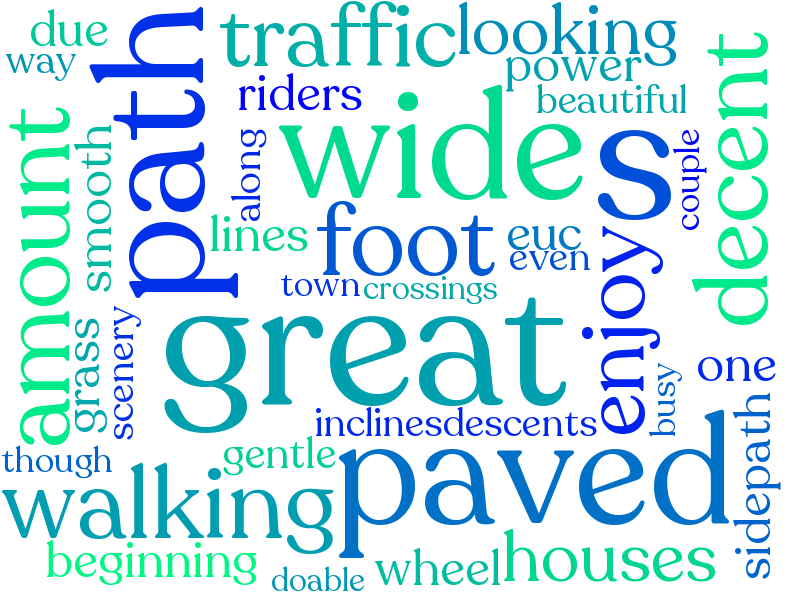 due
way
path
traffic
looking
power
riders
beautiful
decent
wide
s
couple
amount
smooth
along
lines
foot
euc
even
enjoy
town
crossings
great
grass
scenery
busy
one
inclinesdescents
though
gentle
paved
sidepath
walking
beginning
doable
wheel
houses